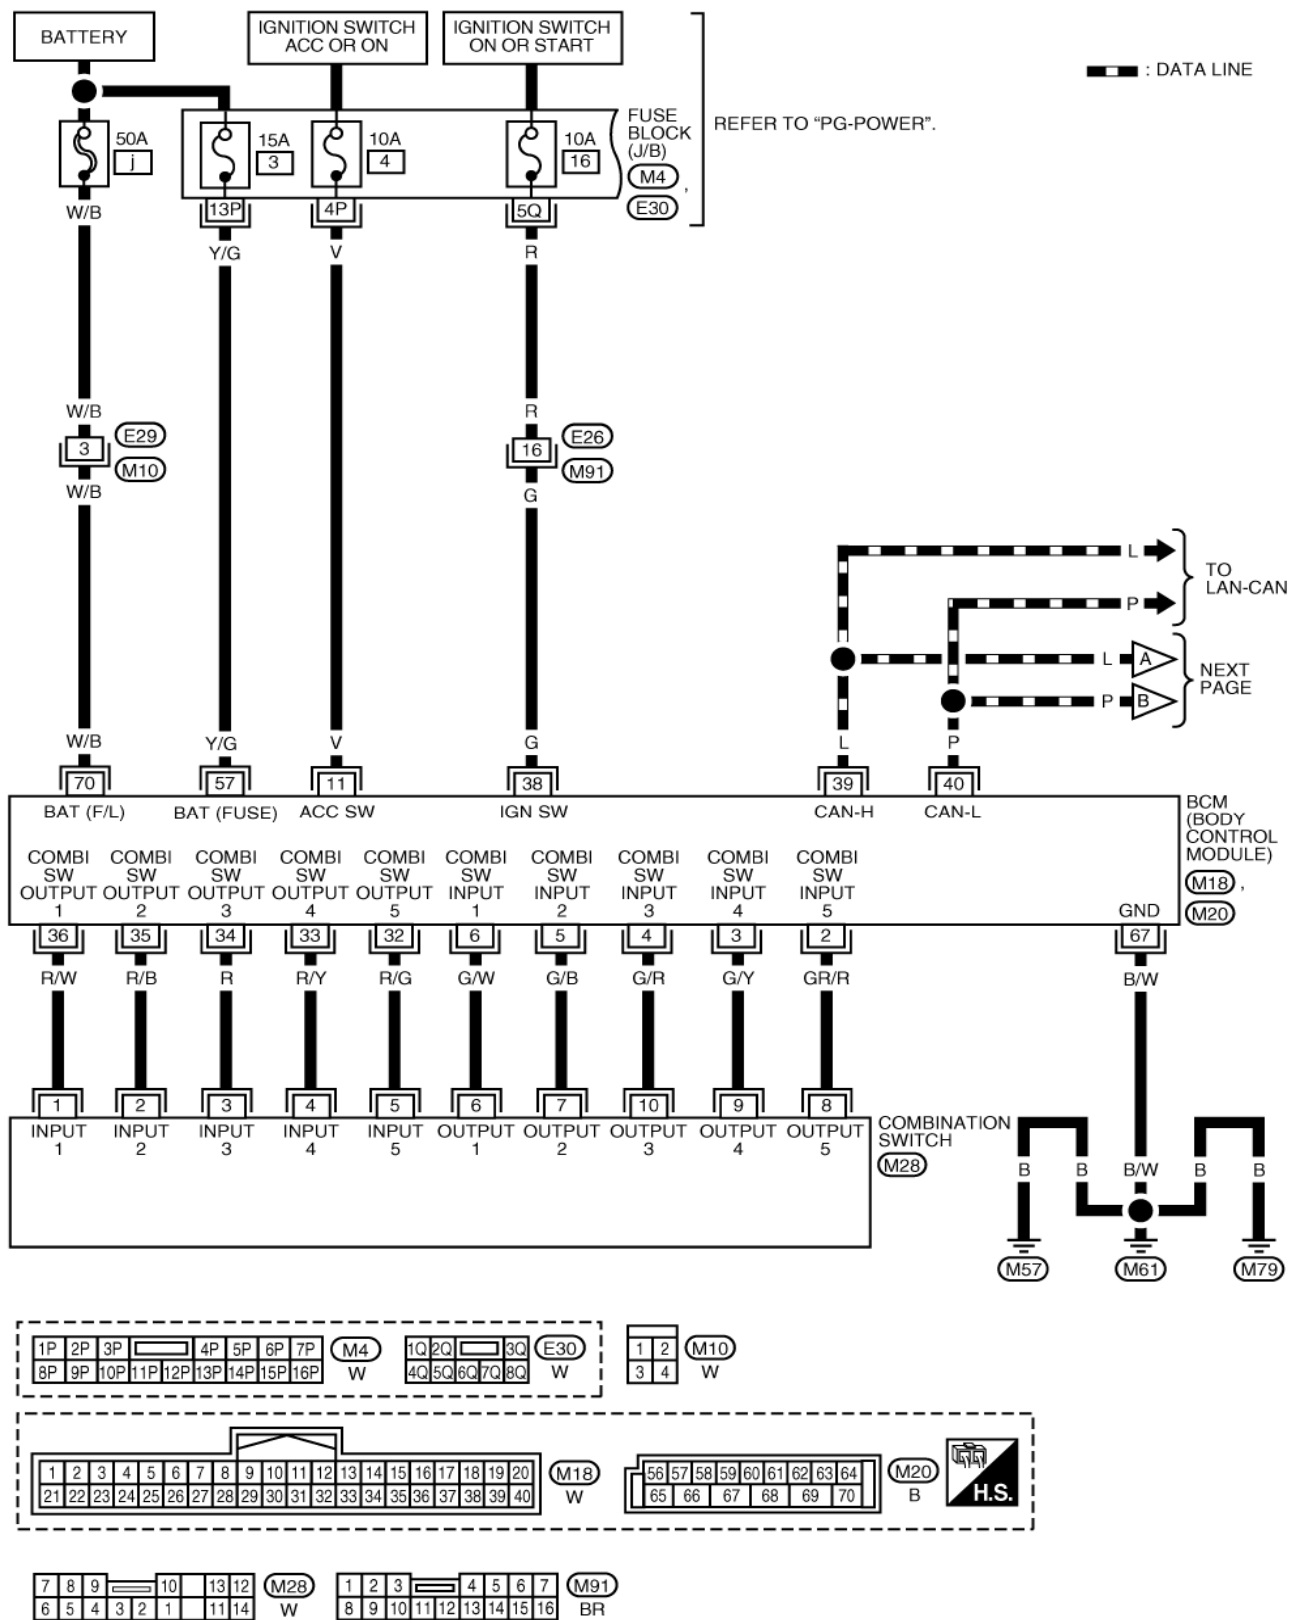 BATTERY
IGNITION SWITCH
ACC OR ON
IGNITION SWITCH
ON OR START
: DATA LINE
50A
j
15A
3
10A
4
10A
16
FUSE
BLOCK
(J/B)
M4 ,
E30
REFER TO “PG-POWER”.
13P 4P 5Q
W/B Y/G V R
W/B R
3 E29 16 E26
M10 M91
W/B G
L
P
TO
LAN-CAN
L A
P B
NEXT
PAGE
W/B Y/G V G L P
70 57 11 38 39 40
BAT (F/L) BAT (FUSE) ACC SW IGN SW CAN-H CAN-L
BCM
(BODY
CONTROL
MODULE)
M18 ,
M20
COMBI COMBI COMBI COMBI COMBI COMBI COMBI COMBI COMBI COMBI
SW SW SW SW SW SW SW SW SW SW
OUTPUT OUTPUT OUTPUT OUTPUT OUTPUT INPUT INPUT INPUT INPUT INPUT
1 2 3 4 5 1 2 3 4 5 GND
36 35 34 33 32 6 5 4 3 2 67
R/W R/B R R/Y R/G G/W G/B G/R G/Y GR/R B/W
1 2 3 4 5 6 7 10 9 8
INPUT INPUT INPUT INPUT INPUT OUTPUT OUTPUT OUTPUT OUTPUT OUTPUT
1 2 3 4 5 1 2 3 4 5
COMBINATION
SWITCH
M28
B B B/W B B
M57 M61 M79
1P 2P 3P 4P 5P 6P 7P M4
8P 9P 10P 11P 12P 13P 14P 15P 16P W
1Q 2Q 3Q E30
4Q 5Q 6Q 7Q 8Q W
1 2 M10
3 4 W
1 2 3 4 5 6 7 8 9 10 11 12 13 14 15 16 17 18 19 20 M18
21 22 23 24 25 26 27 28 29 30 31 32 33 34 35 36 37 38 39 40 W
56 57 58 59 60 61 62 63 64 M20
65 66 67 68 69 70 B
H.S.
7 8 9 10 13 12 M28
6 5 4 3 2 1 11 14 W
1 2 3 4 5 6 7 M91
8 9 10 11 12 13 14 15 16 BR